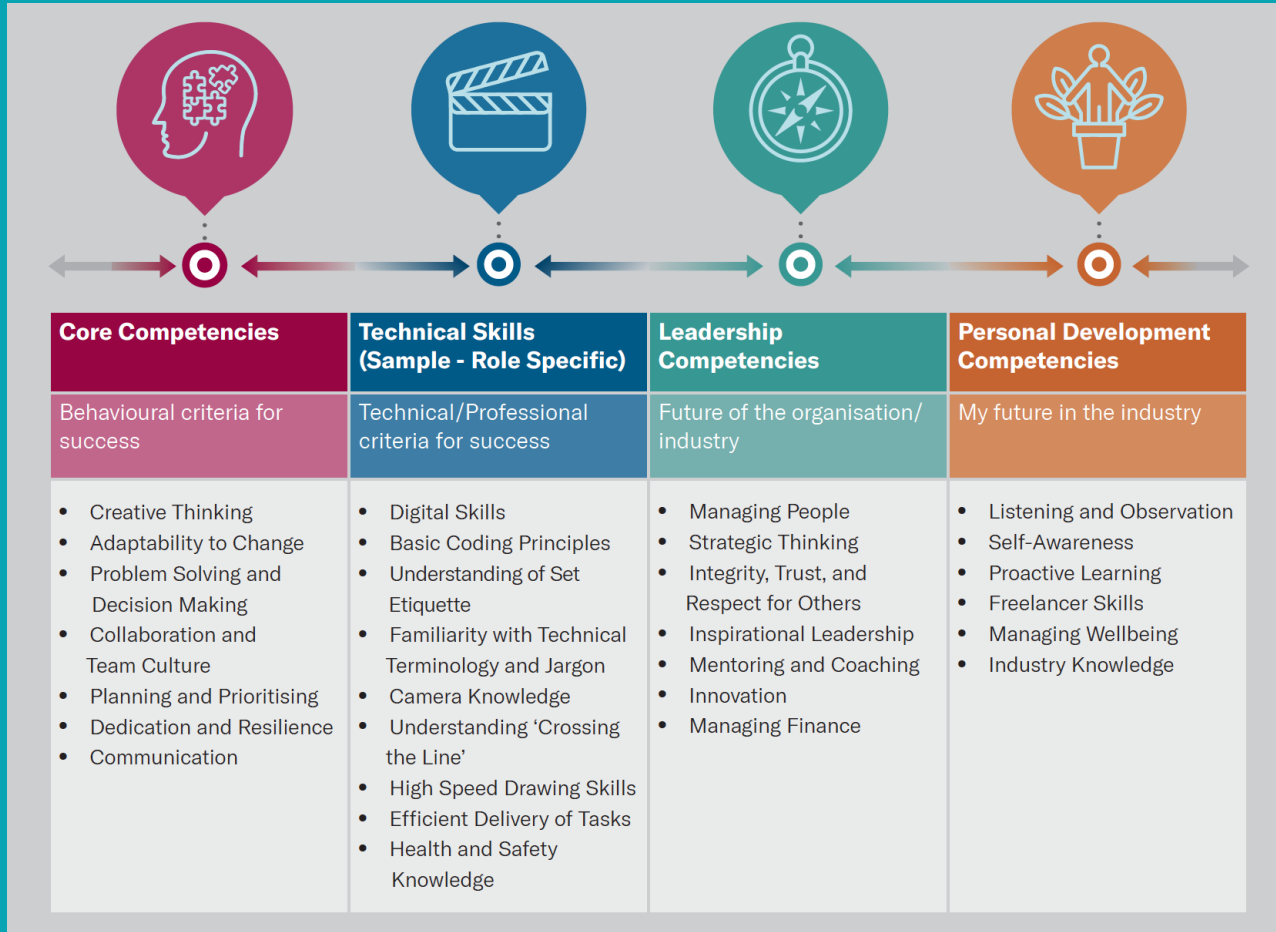 Core Competencies
Technical Skills
(Sample - Role Specific)
Leadership
Competencies
Personal Development
Competencies
Behavioural criteria for
success
Technical/Professional
criteria for success
Future of the organisation/
industry
My future in the industry
• Creative Thinking
• Adaptability to Change
• Problem Solving and
Decision Making
• Collaboration and
Team Culture
• Planning and Prioritising
• Dedication and Resilience
• Communication
• Digital Skills
• Basic Coding Principles
• Understanding of Set
Etiquette
• Familiarity with Technical
Terminology and Jargon
• Camera Knowledge
• Understanding ‘Crossing
the Line’
• High Speed Drawing Skills
• Efficient Delivery of Tasks
• Health and Safety
Knowledge
• Managing People
• Strategic Thinking
• Integrity, Trust, and
Respect for Others
• Inspirational Leadership
• Mentoring and Coaching
• Innovation
• Managing Finance
• Listening and Observation
• Self-Awareness
• Proactive Learning
• Freelancer Skills
• Managing Wellbeing
• Industry Knowledge